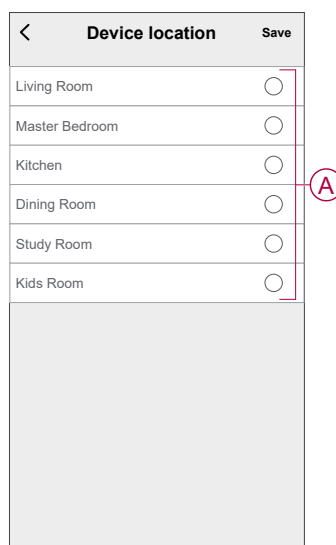 Device location Save
Living Room
Master Bedroom
Kitchen
A
Dining Room
Study Room
Kids Room